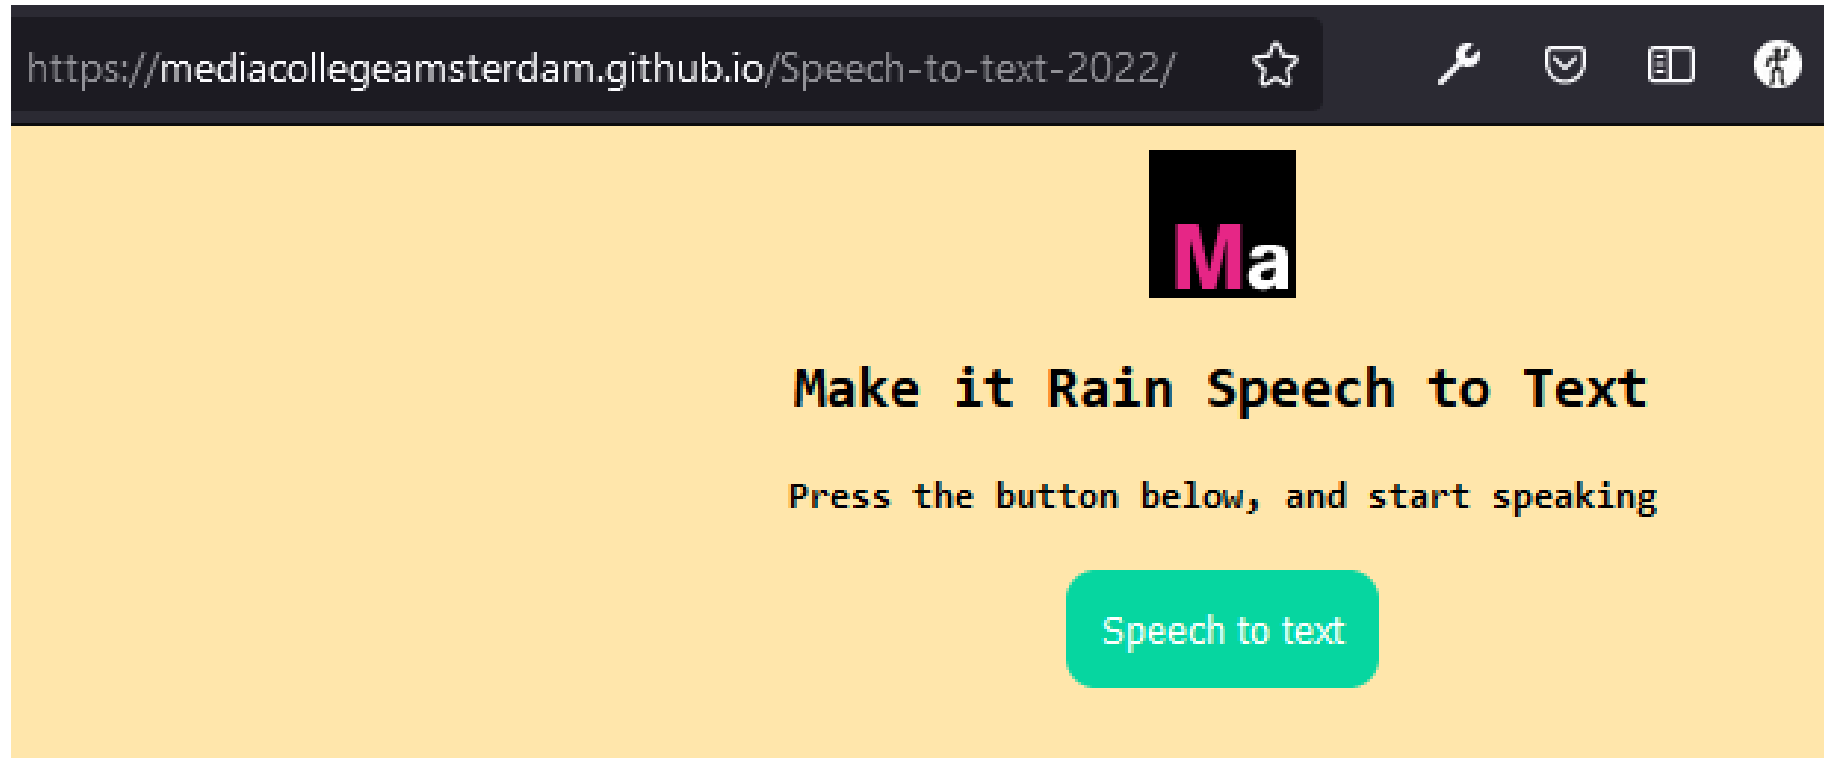 https://mediacollegeamsterdam.github.io/Speech-to-text-2022/
Ma
Make it Rain Speech to Text
Press the button below, and start speaking
Speech to text